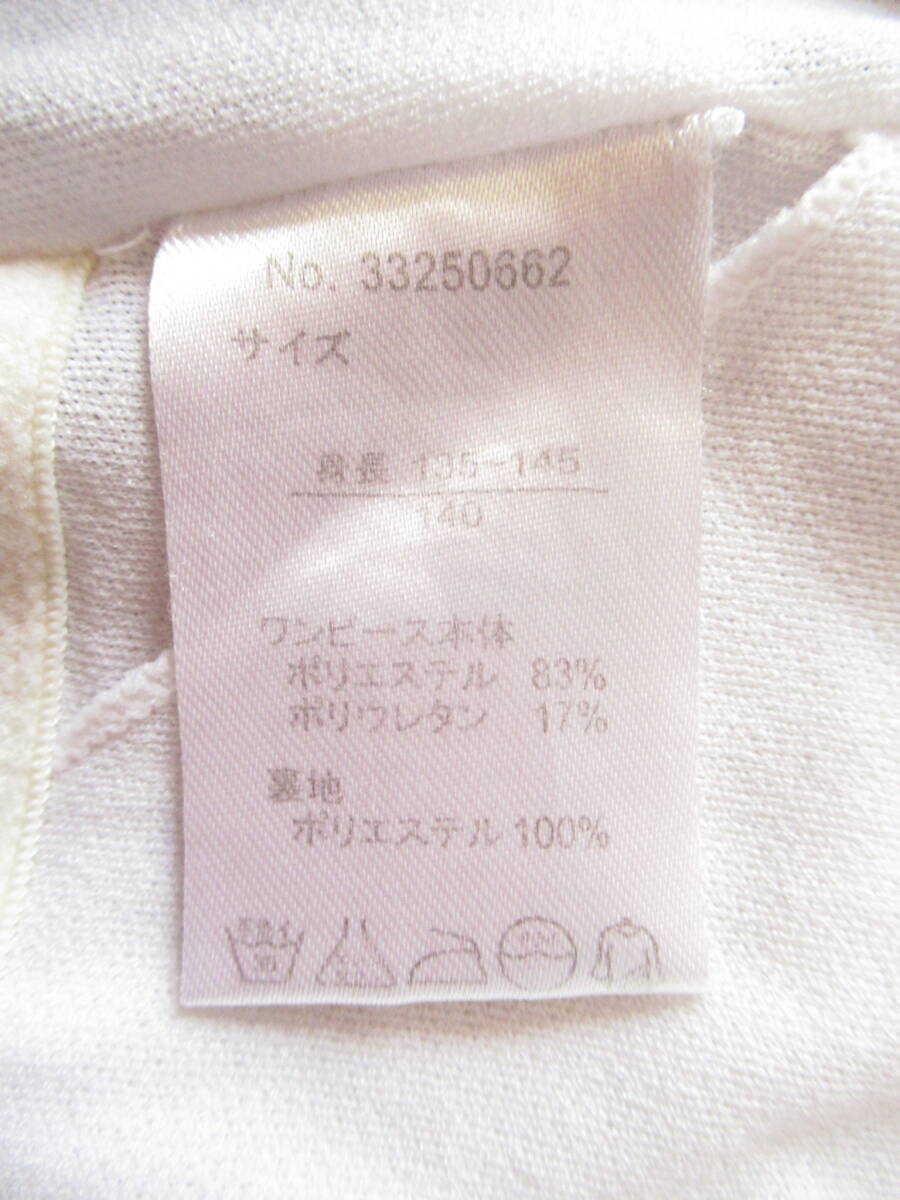 No. 33250662
サイズ
身長 135-145
140
ワンピース本体
ポリエステル 83%
ポリウレタン 17%
裏地
ポリエステル 100%